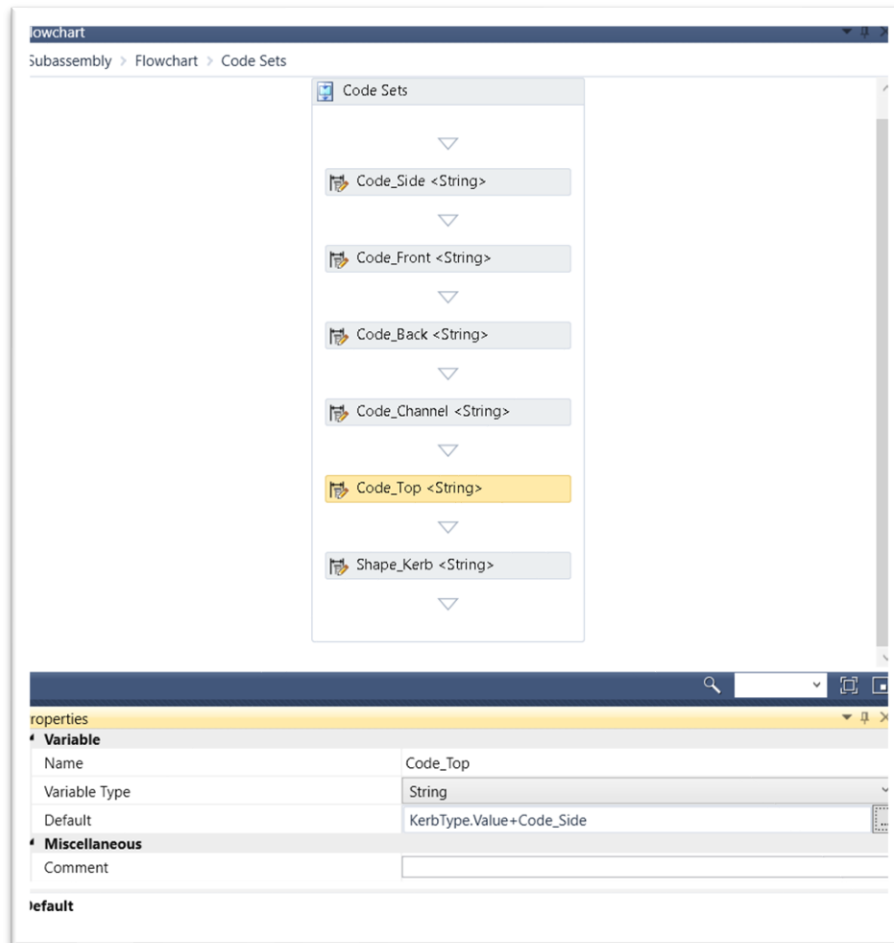 lowchart
Subassembly > Flowchart > Code Sets
Code Sets
Code_Side <String>
Code_Front <String>
Code_Back <String>
Code_Channel <String>
Code_Top <String>
Shape_Kerb <String>
roperties
Variable
Name Code_Top
Variable Type String
Default KerbType.Value+Code_Side ...
Miscellaneous
Comment
efault